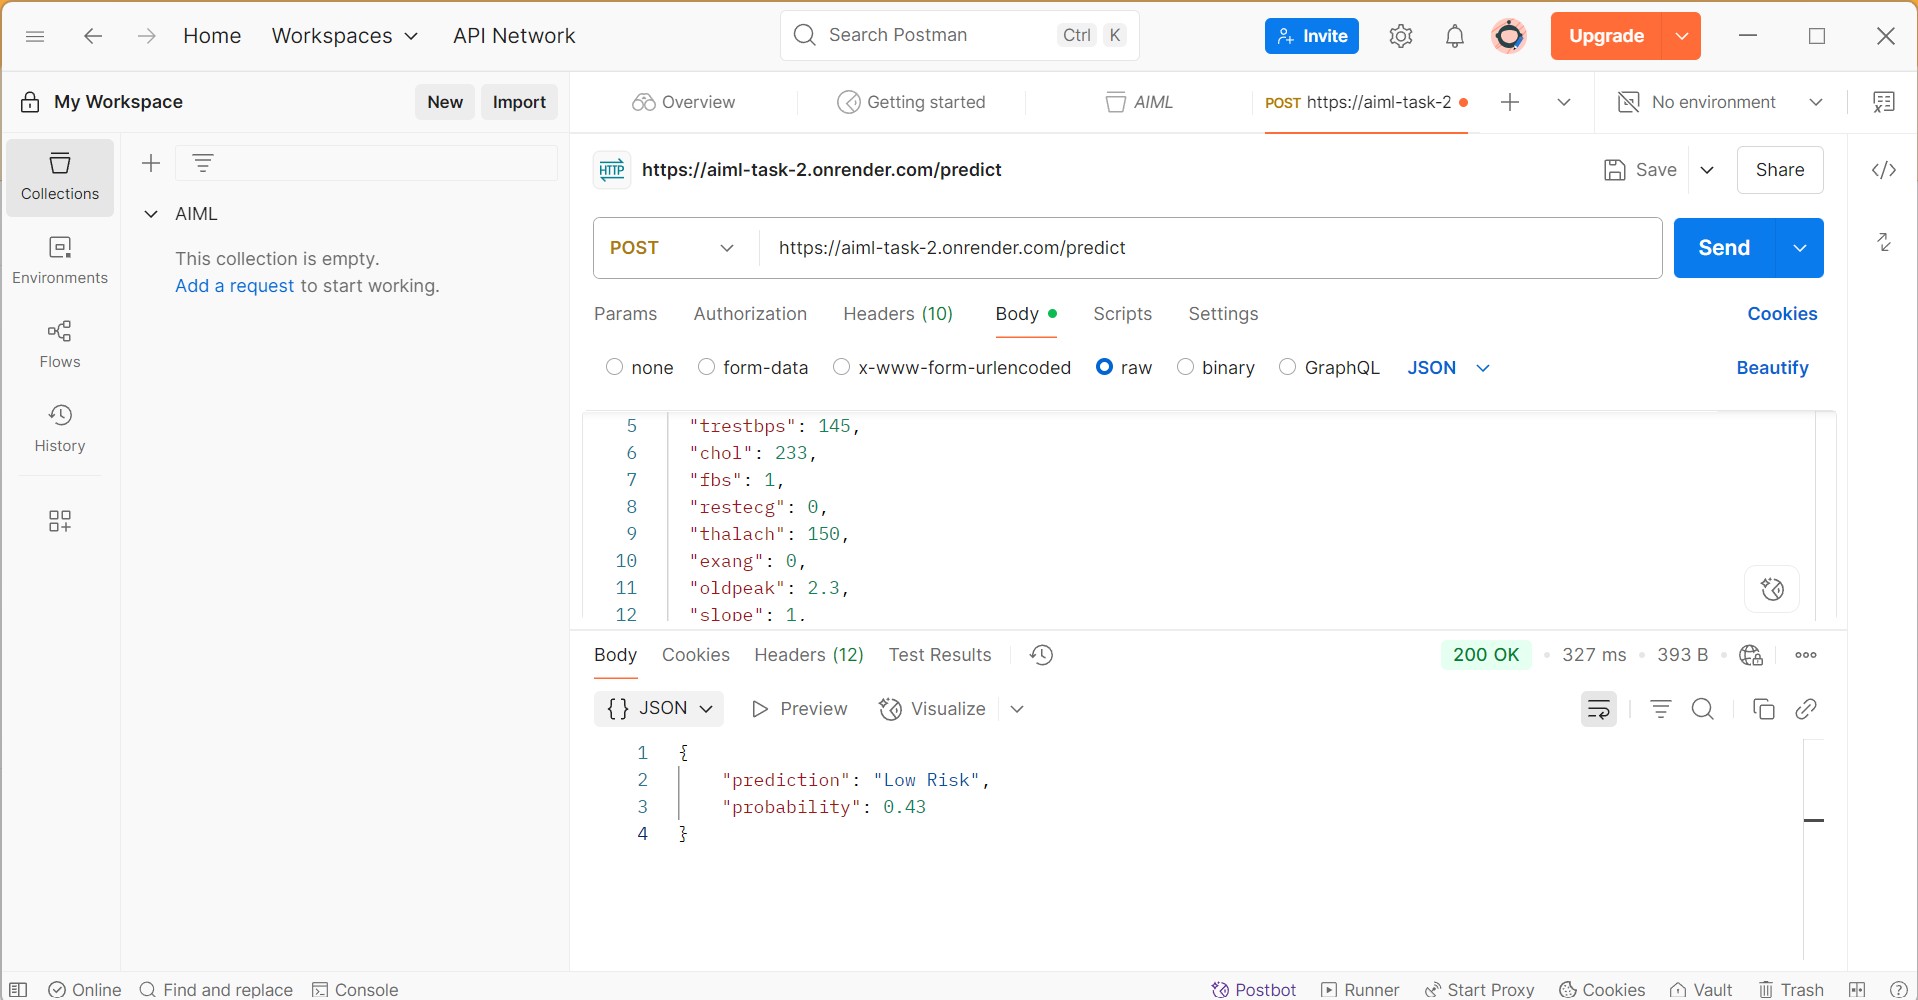 Home Workspaces API Network Search Postman Ctrl K Invite Upgrade
My Workspace New Import Overview Getting started AIML POST https://aiml-task-2 No environment
Collections
Environments
Flows
History
AIML
This collection is empty.
Add a request to start working.
HTTP https://aiml-task-2.onrender.com/predict Save Share
POST https://aiml-task-2.onrender.com/predict Send
Params Authorization Headers (10) Body Scripts Settings Cookies
none form-data x-www-form-urlencoded raw binary GraphQL JSON Beautify
5 "trestbps": 145,
6 "chol": 233,
7 "fbs": 1,
8 "restecg": 0,
9 "thalach": 150,
10 "exang": 0,
11 "oldpeak": 2.3,
12 "slope": 1,
Body Cookies Headers (12) Test Results 200 OK 327 ms 393 B
{} JSON Preview Visualize
1 {
2 "prediction": "Low Risk",
3 "probability": 0.43
4 }
Online Find and replace Console Postbot Runner Start Proxy Cookies Vault Trash